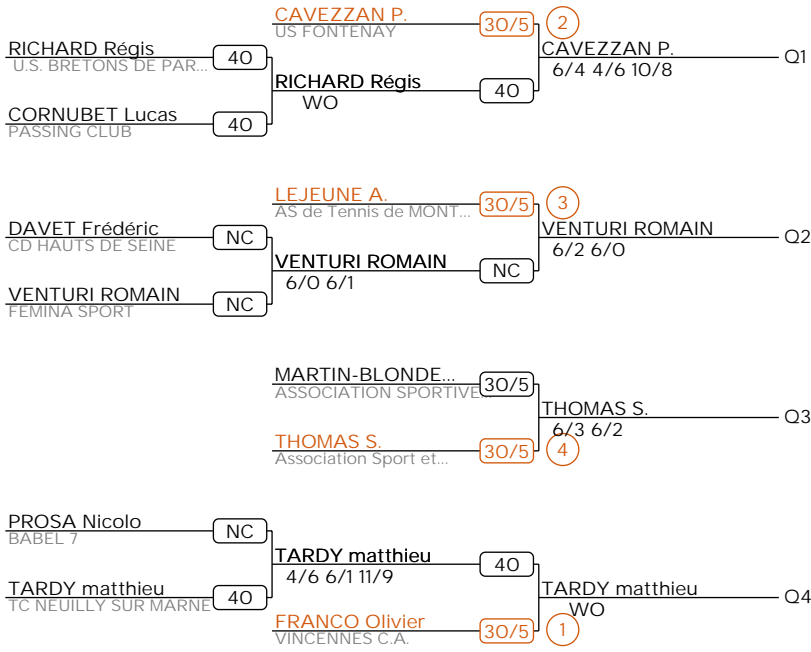 CAVEZZAN P.
US FONTENAY
30/5
2
RICHARD Régis
U.S. BRETONS DE PAR...
40
CAVEZZAN P.
6/4 4/6 10/8
Q1
RICHARD Régis
WO
40
CORNUBET Lucas
PASSING CLUB
40
LEJEUNE A.
AS de Tennis de MONT...
30/5
3
DAVET Frédéric
CD HAUTS DE SEINE
NC
VENTURI ROMAIN
6/2 6/0
Q2
VENTURI ROMAIN
6/0 6/1
NC
VENTURI ROMAIN
FEMINA SPORT
NC
MARTIN-BLONDE...
ASSOCIATION SPORTIVE...
30/5
THOMAS S.
6/3 6/2
Q3
THOMAS S.
Association Sport et...
30/5
4
PROSA Nicolo
BABEL 7
NC
TARDY matthieu
4/6 6/1 11/9
40
TARDY matthieu
TC NEUILLY SUR MARNE
40
TARDY matthieu
WO
Q4
FRANCO Olivier
VINCENNES C.A.
30/5
1